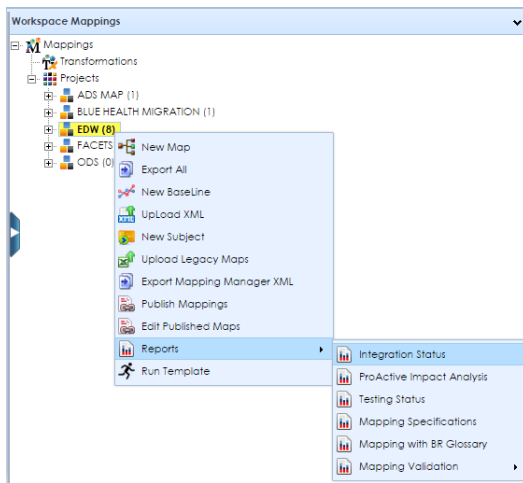 Workspace Mappings
Mappings
Transformations
Projects
ADS MAP (1)
BLUE HEALTH MIGRATION (1)
EDW (8)
FACETS
ODS (0)
New Map
Export All
New BaseLine
UpLoad XML
New Subject
Upload Legacy Maps
Export Mapping Manager XML
Publish Mappings
Edit Published Maps
Reports
Run Template
Integration Status
ProActive Impact Analysis
Testing Status
Mapping Specifications
Mapping with BR Glossary
Mapping Validation